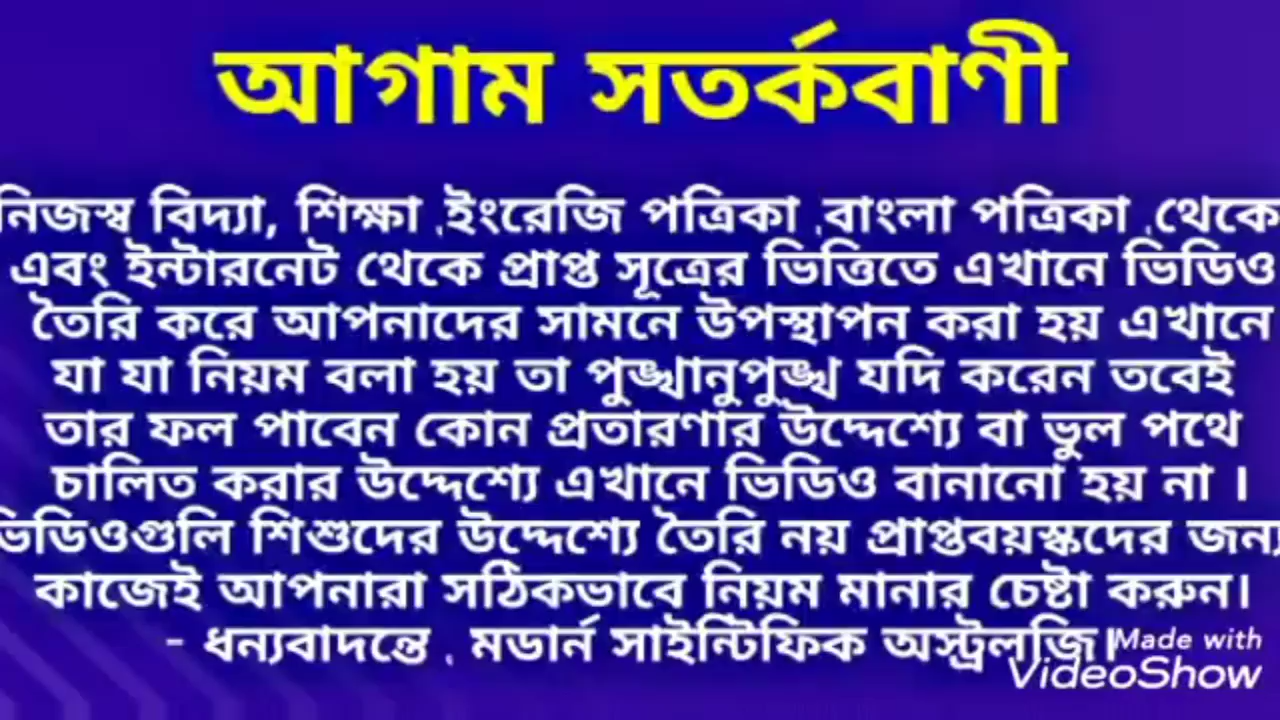 আগাম সতর্কবাণী
নিজস্ব বিদ্যা, শিক্ষা ,ইংরেজি পত্রিকা ,বাংলা পত্রিকা ,থেকে
এবং ইন্টারনেট থেকে প্রাপ্ত সূত্রের ভিত্তিতে এখানে ভিডিও
তৈরি করে আপনাদের সামনে উপস্থাপন করা হয় এখানে
যা যা নিয়ম বলা হয় তা পুঙ্খানুপুঙ্খ যদি করেন তবেই
তার ফল পাবেন কোন প্রতারণার উদ্দেশ্যে বা ভুল পথে
চালিত করার উদ্দেশ্যে এখানে ভিডিও বানানো হয় না ।
ভিডিওগুলি শিশুদের উদ্দেশ্যে তৈরি নয় প্রাপ্তবয়স্কদের জন্য
কাজেই আপনারা সঠিকভাবে নিয়ম মানার চেষ্টা করুন।
- ধন্যবাদন্তে , মডার্ন সাইন্টিফিক অস্ট্রলজি।
Made with
VideoShow